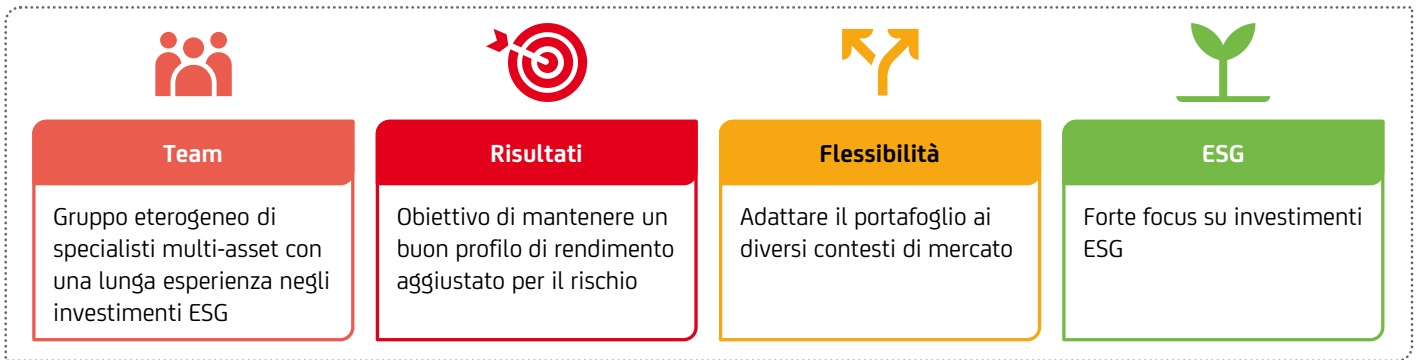 Team
Gruppo eterogeneo di
specialisti multi-asset con
una lunga esperienza negli
investimenti ESG
Risultati
Obiettivo di mantenere un
buon profilo di rendimento
aggiustato per il rischio
Flessibilità
Adattare il portafoglio ai
diversi contesti di mercato
ESG
Forte focus su investimenti
ESG